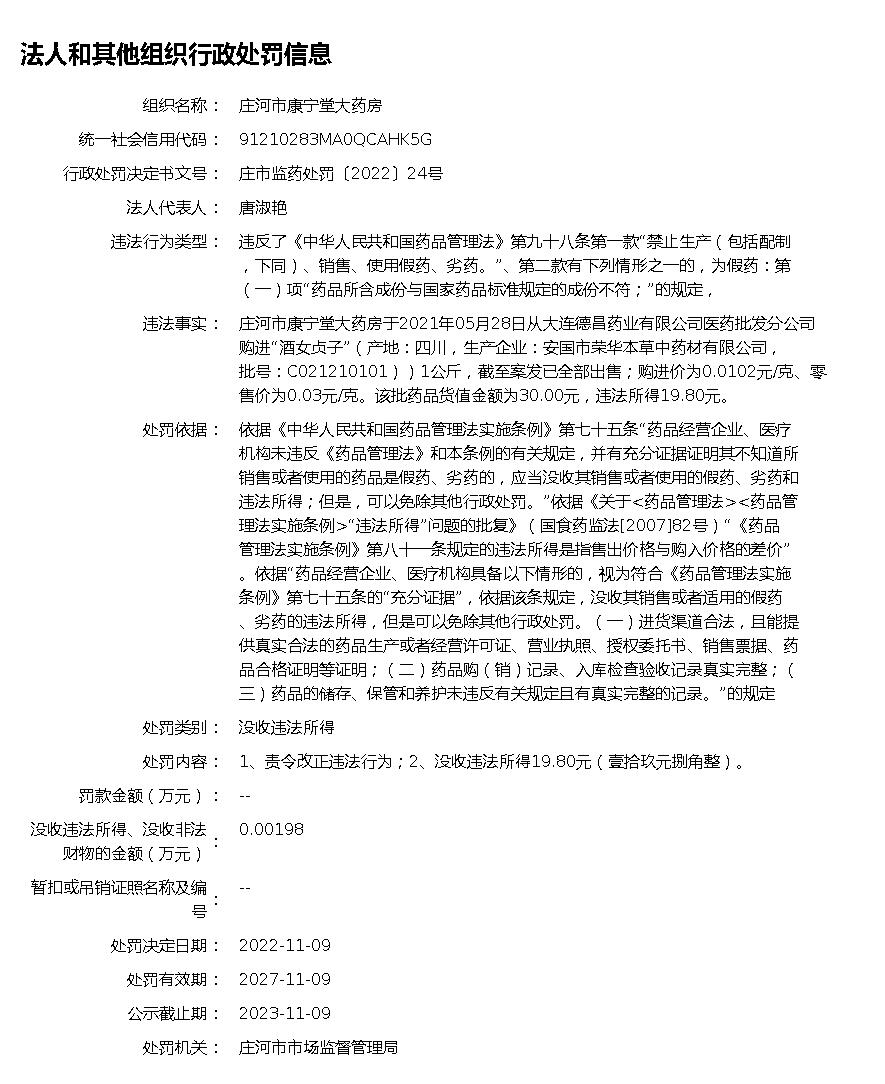 法人和其他组织行政处罚信息
组织名称： 庄河市康宁堂大药房
统一社会信用代码： 91210283MA0QCAHK5G
行政处罚决定书文号： 庄市监药处罚〔2022〕24号
法人代表人： 唐淑艳
违法行为类型： 违反了《中华人民共和国药品管理法》第九十八条第一款“禁止生产（包括配制
，下同）、销售、使用假药、劣药。”、第二款有下列情形之一的，为假药：第
（一）项“药品所含成份与国家药品标准规定的成份不符；”的规定，
违法事实： 庄河市康宁堂大药房于2021年05月28日从大连德昌药业有限公司医药批发分公司
购进“酒女贞子”（产地：四川，生产企业：安国市荣华本草中药材有限公司，
批号：C021210101））1公斤，截至案发已全部出售；购进价为0.0102元/克、零
售价为0.03元/克。该批药品货值金额为30.00元，违法所得19.80元。
处罚依据： 依据《中华人民共和国药品管理法实施条例》第七十五条“药品经营企业、医疗
机构未违反《药品管理法》和本条例的有关规定，并有充分证据证明其不知道所
销售或者使用的药品是假药、劣药的，应当没收其销售或者使用的假药、劣药和
违法所得；但是，可以免除其他行政处罚。”依据《关于<药品管理法><药品管
理法实施条例>“违法所得”问题的批复》（国食药监法[2007]82号）“《药品
管理法实施条例》第八十一条规定的违法所得是指售出价格与购入价格的差价”
。依据“药品经营企业、医疗机构具备以下情形的，视为符合《药品管理法实施
条例》第七十五条的“充分证据”，依据该条规定，没收其销售或者适用的假药
、劣药的违法所得，但是可以免除其他行政处罚。（一）进货渠道合法，且能提
供真实合法的药品生产或者经营许可证、营业执照、授权委托书、销售票据、药
品合格证明等证明；（二）药品购（销）记录、入库检查验收记录真实完整；（
三）药品的储存、保管和养护未违反有关规定且有真实完整的记录。”的规定
处罚类别： 没收违法所得
处罚内容： 1、责令改正违法行为；2、没收违法所得19.80元（壹拾玖元捌角整）。
罚款金额（万元）： --
没收违法所得、没收非法
财物的金额（万元）： 0.00198
暂扣或吊销证照名称及编
号： --
处罚决定日期： 2022-11-09
处罚有效期： 2027-11-09
公示截止期： 2023-11-09
处罚机关： 庄河市市场监督管理局